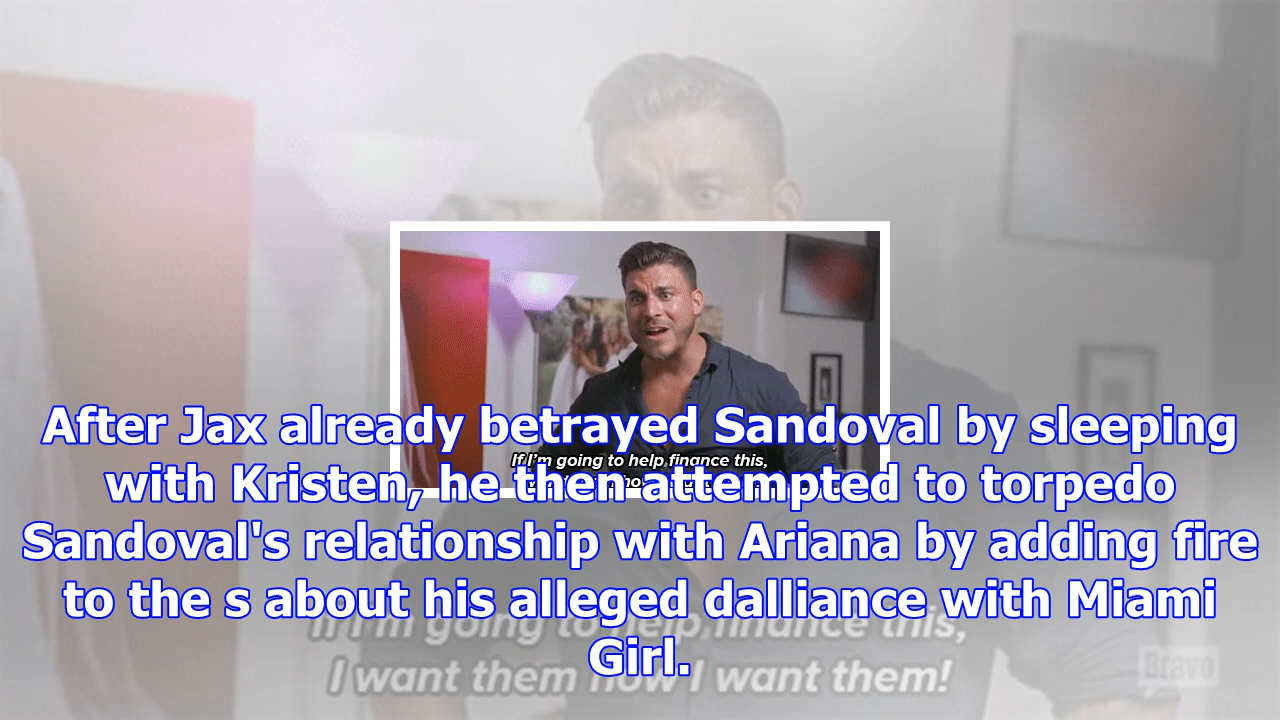 If I'm going to help finance this,
After Jax already betrayed Sandoval by sleeping
with Kristen, he then attempted to torpedo
Sandoval's relationship with Ariana by adding fire
to the s about his alleged dalliance with Miami
Girl.
If I'm going to help finance this,
I want them how I want them!
Bravo